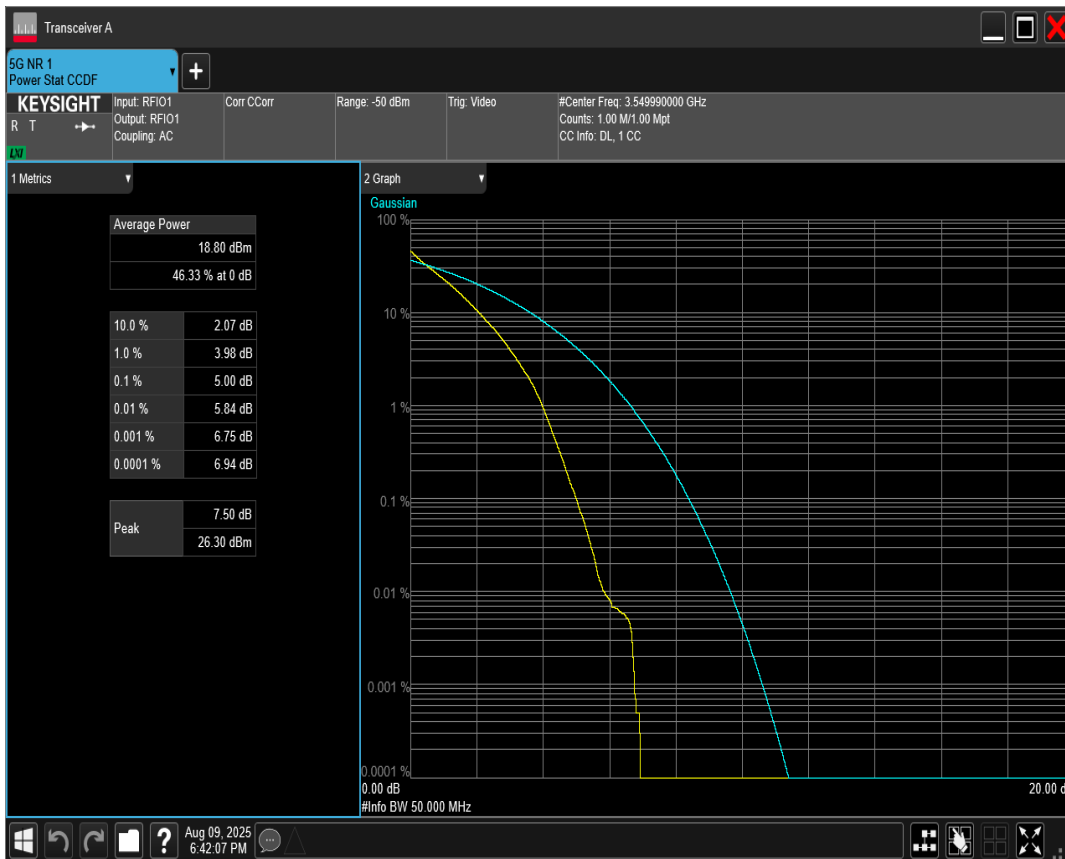 Transceiver A
5G NR 1
Power Stat CCDF
KEYSIGHT
R T
LXI
Input: RFIO1
Output: RFIO1
Coupling: AC
Corr CCorr
Range: -50 dBm
Trig: Video
#Center Freq: 3.549990000 GHz
Counts: 1.00 M/1.00 Mpt
CC Info: DL, 1 CC
1 Metrics
Average Power
18.80 dBm
46.33 % at 0 dB
10.0 % 2.07 dB
1.0 % 3.98 dB
0.1 % 5.00 dB
0.01 % 5.84 dB
0.001 % 6.75 dB
0.0001 % 6.94 dB
Peak
7.50 dB
26.30 dBm
2 Graph
Gaussian
100 %
10 %
1 %
0.1 %
0.01 %
0.001 %
0.0001 %
0.00 dB
20.00 d
#Info BW 50.000 MHz
?
Aug 09, 2025
6:42:07 PM